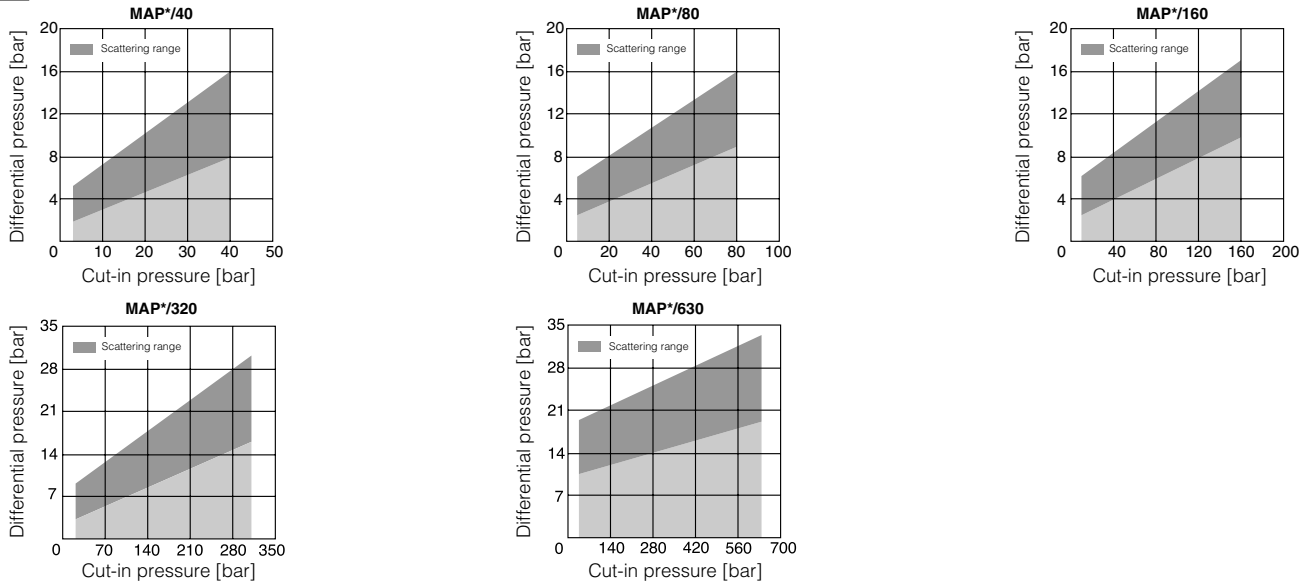 MAP*/40
Differential pressure [bar]
20
16
12
8
4
0
Scattering range
10 20 30 40 50
Cut-in pressure [bar]
MAP*/80
Differential pressure [bar]
20
16
12
8
4
0
Scattering range
20 40 60 80 100
Cut-in pressure [bar]
MAP*/160
Differential pressure [bar]
20
16
12
8
4
0
Scattering range
40 80 120 160 200
Cut-in pressure [bar]
MAP*/320
Differential pressure [bar]
35
28
21
14
7
0
Scattering range
70 140 210 280 350
Cut-in pressure [bar]
MAP*/630
Differential pressure [bar]
35
28
21
14
7
0
Scattering range
140 280 420 560 700
Cut-in pressure [bar]